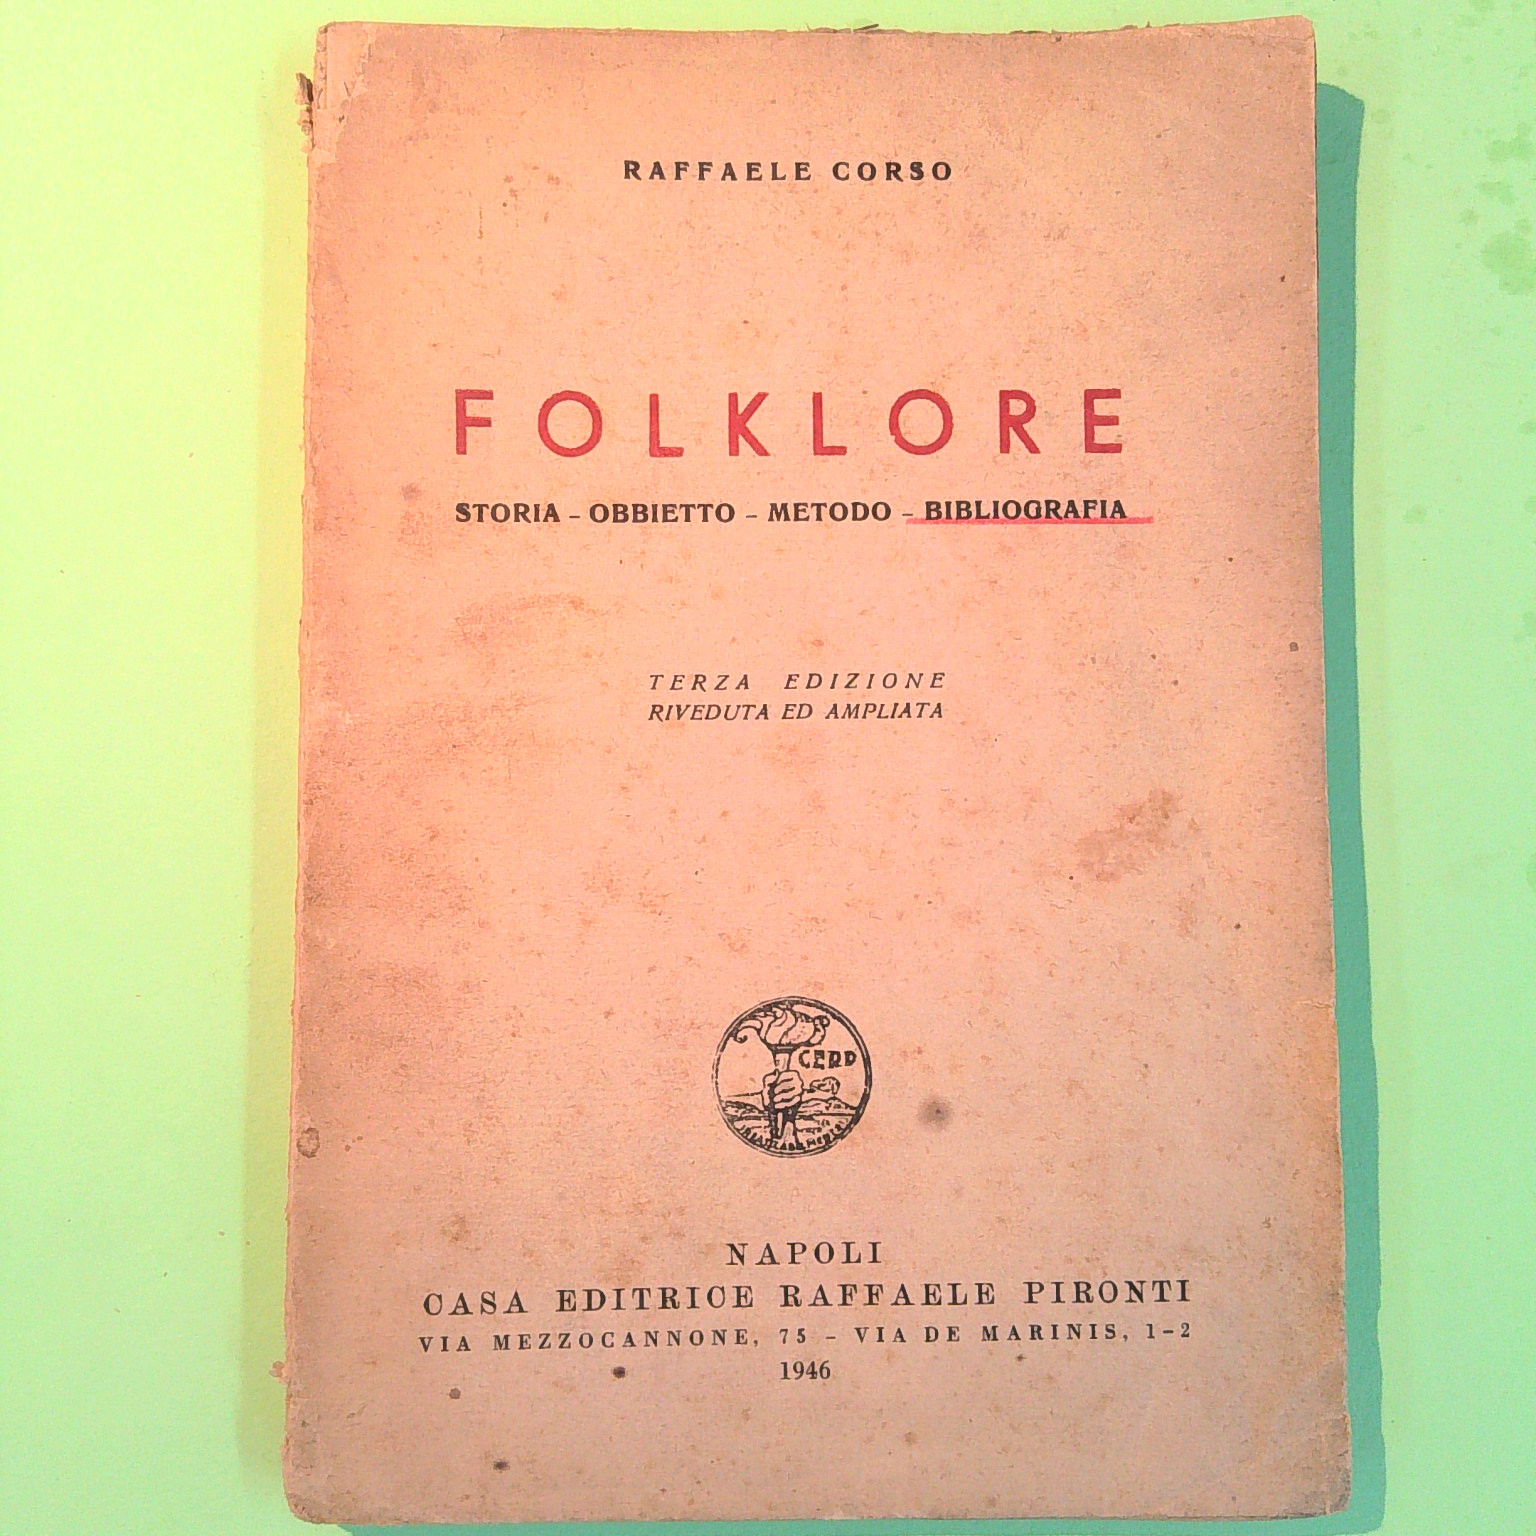 RAFFAELE CORSO
FOLKLORE
STORIA - OBBIETTO - METODO - BIBLIOGRAFIA
TERZA EDIZIONE
RIVEDUTA ED AMPLIATA
CERP
NAPOLI
CASA EDITRICE RAFFAELE PIRONTI
VIA MEZZOCANNONE, 75 - VIA DE MARINIS, 1-2
1946